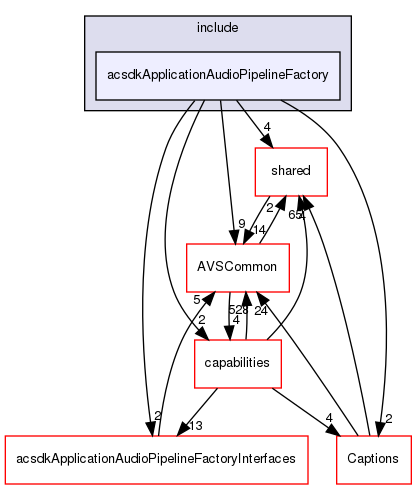 include
acsdkApplicationAudioPipelineFactory
4
shared
2
9
14
65
AVSCommon
5
528
24
2
4
capabilities
2
13
4
2
acsdkApplicationAudioPipelineFactoryInterfaces
Captions